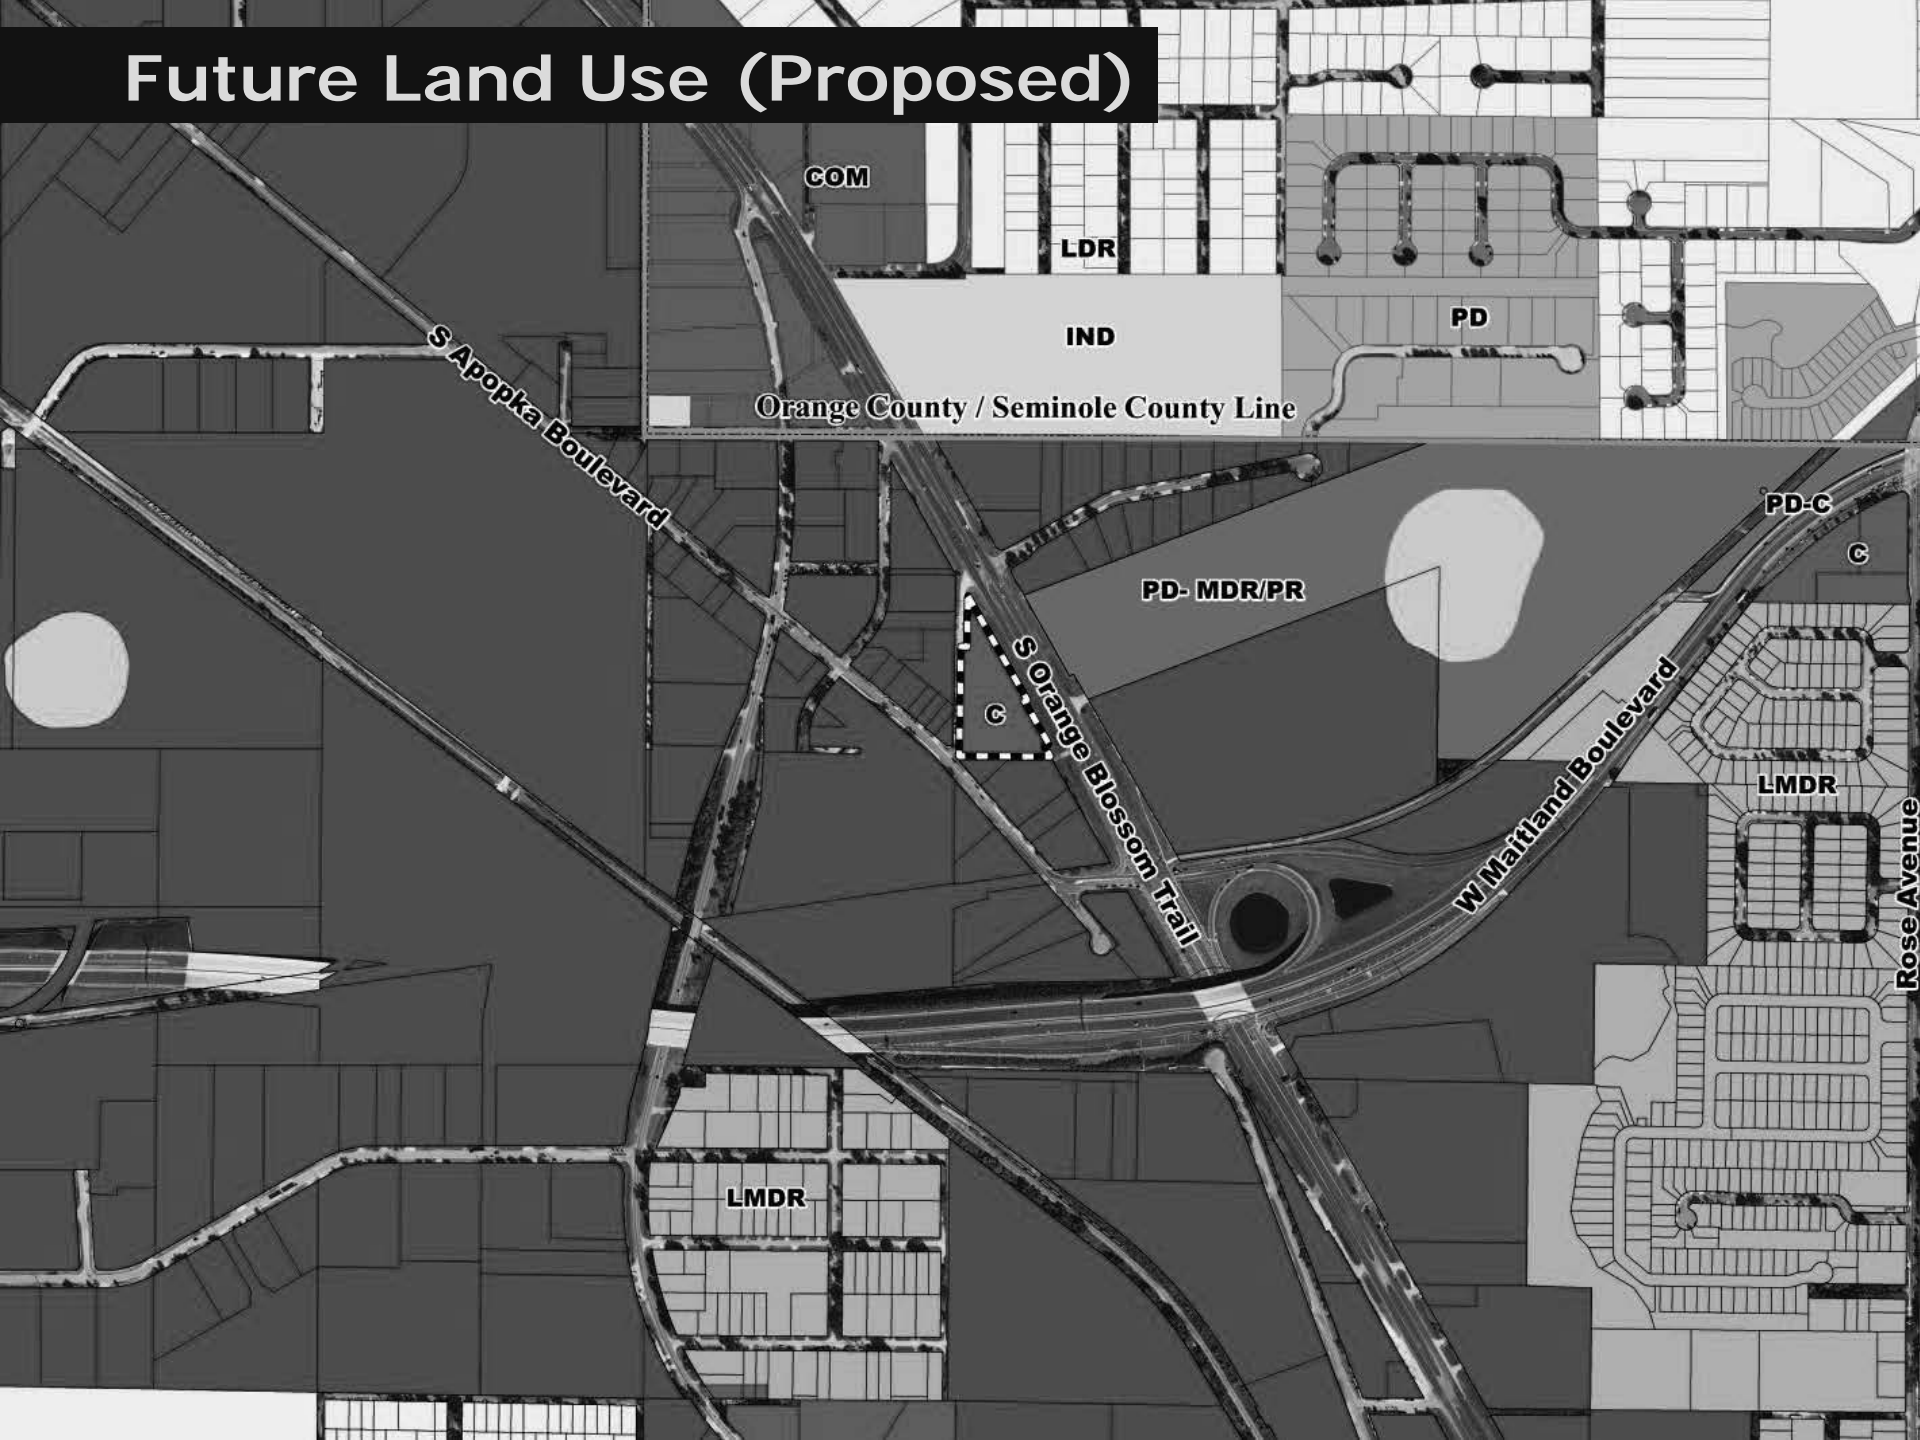 Future Land Use (Proposed)
COM
LDR
IND
PD
Orange County / Seminole County Line
S Apopka Boulevard
PD-C
C
PD- MDR/PR
S Orange Blossom Trail
C
W Maitland Boulevard
LMDR
Rose Avenue
LMDR